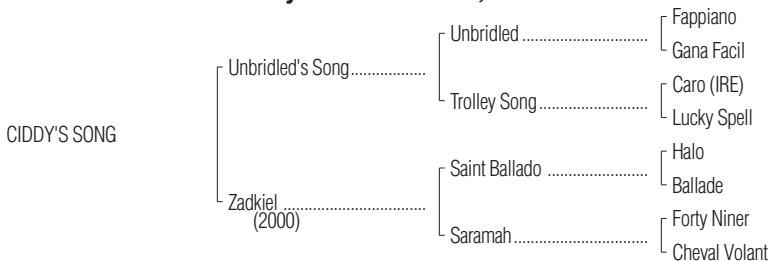 Fappiano
Unbridled ..............................
Gana Facil
Unbridled's Song..................
Caro (IRE)
Trolley Song..........................
Lucky Spell
CIDDY'S SONG
Halo
Saint Ballado ........................
Ballade
Zadkiel ..................................
(2000)
Forty Niner
Saramah................................
Cheval Volant